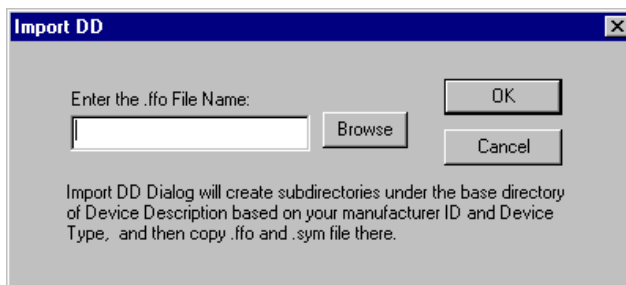 Import DD
Enter the .ffo File Name:
OK
Browse
Cancel
Import DD Dialog will create subdirectories under the base directory
of Device Description based on your manufacturer ID and Device
Type,  and then copy .ffo and .sym file there.